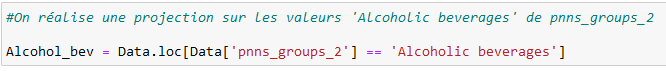 #On réalise une projection sur les valeurs 'Alcoholic beverages' de pnns_groups_2
Alcohol_bev = Data.loc[Data['pnns_groups_2'] == 'Alcoholic beverages']